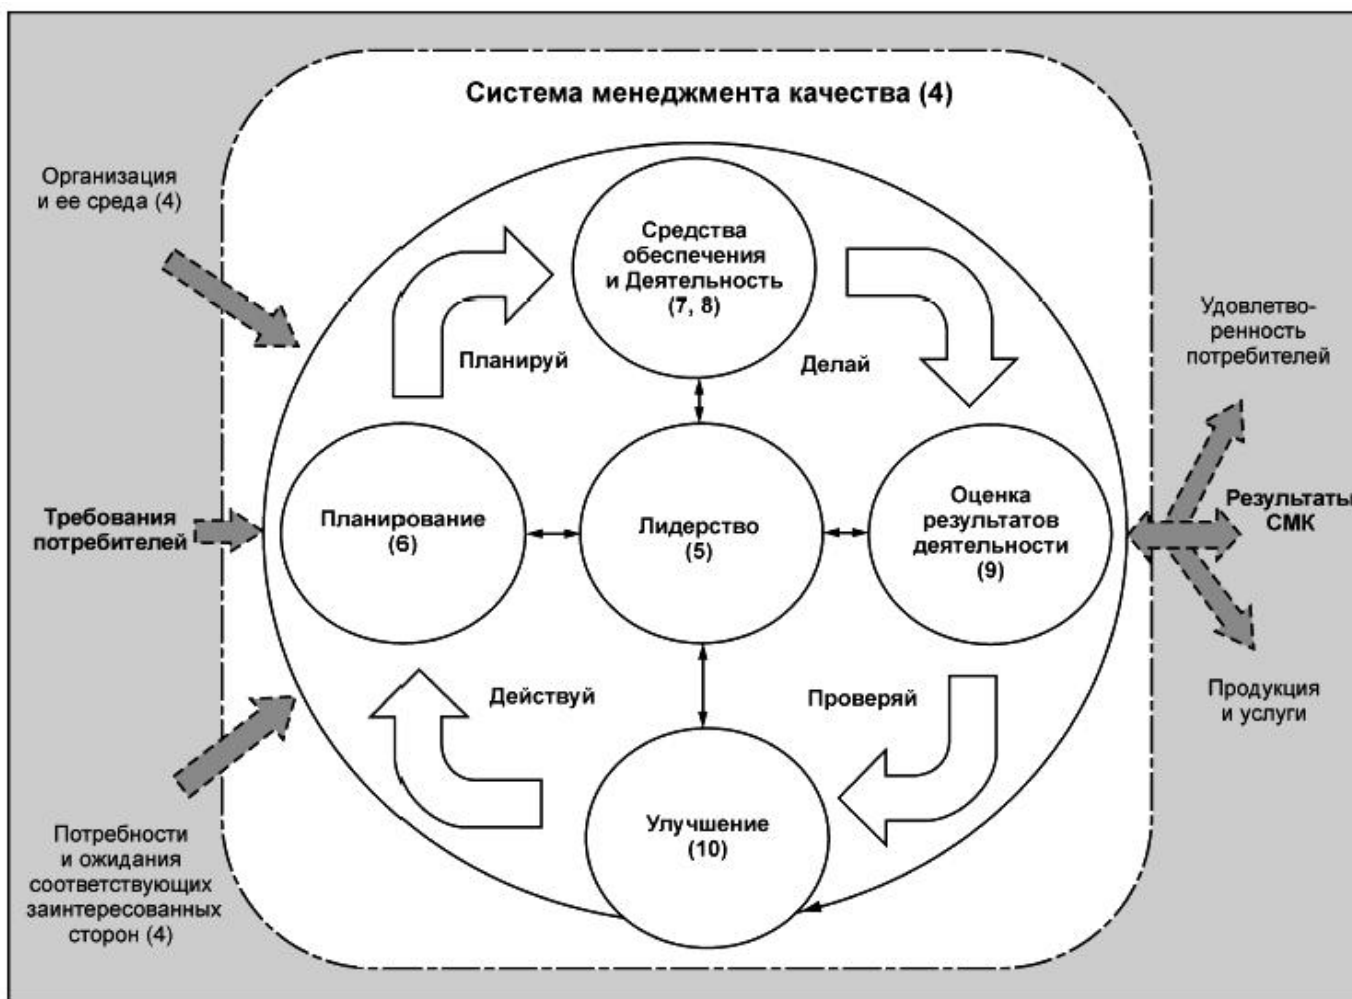 Система менеджмента качества (4)
Организация
и ее среда (4)
Средства
обеспечения
и Деятельность
(7, 8)
Планируй
Делай
Удовлетво-
ренность
потребителей
Требования
потребителей
Планирование
(6)
Лидерство
(5)
Оценка
результатов
деятельности
(9)
Результаты
СМК
Действуй
Проверяй
Продукция
и услуги
Улучшение
(10)
Потребности
и ожидания
соответствующих
заинтересованных
сторон (4)